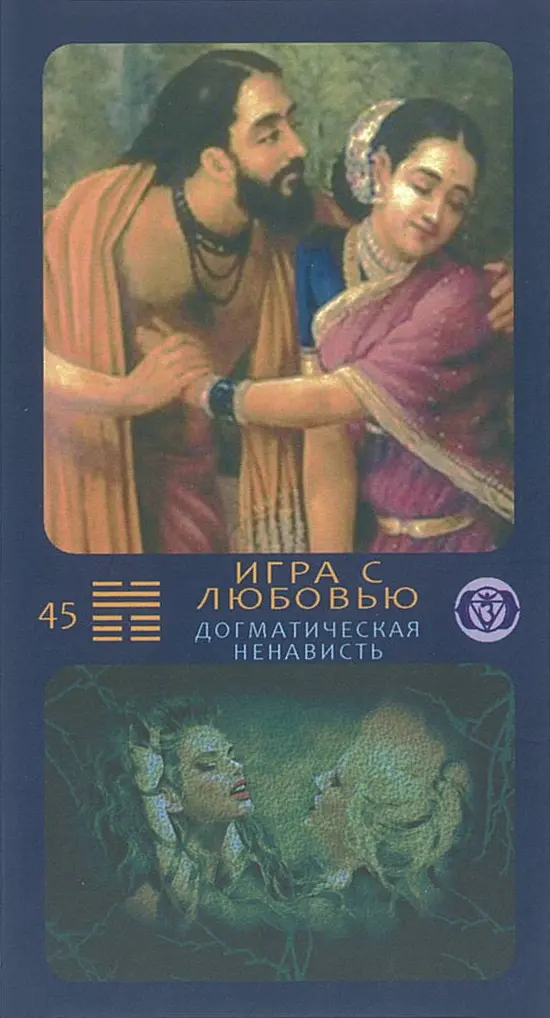 45
ИГРА С
ЛЮБОВЬЮ
ДОГМАТИЧЕСКАЯ
НЕНАВИСТЬ
ॐ